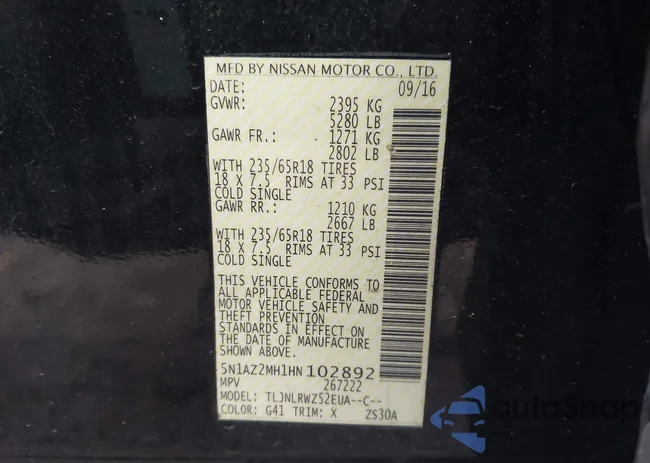 MFD BY NISSAN MOTOR CO., LTD.
DATE: 09/16
GVWR: 2395 KG
5280 LB
GAWR FR.: 1271 KG
2802 LB
WITH 235/65R18 TIRES
18 X 7.5 RIMS AT 33 PSI
COLD SINGLE
GAWR RR.: 1210 KG
2667 LB
WITH 235/65R18 TIRES
18 X 7.5 RIMS AT 33 PSI
COLD SINGLE
THIS VEHICLE CONFORMS TO
ALL APPLICABLE FEDERAL
MOTOR VEHICLE SAFETY AND
THEFT PREVENTION
STANDARDS IN EFFECT ON
THE DATE OF MANUFACTURE
SHOWN ABOVE.
5N1AZ2MH1HN102892
MPV 267222
MODEL: TLJNLRWZ52EUA--C--
COLOR: G41 TRIM: X ZS30A
AutoSnap